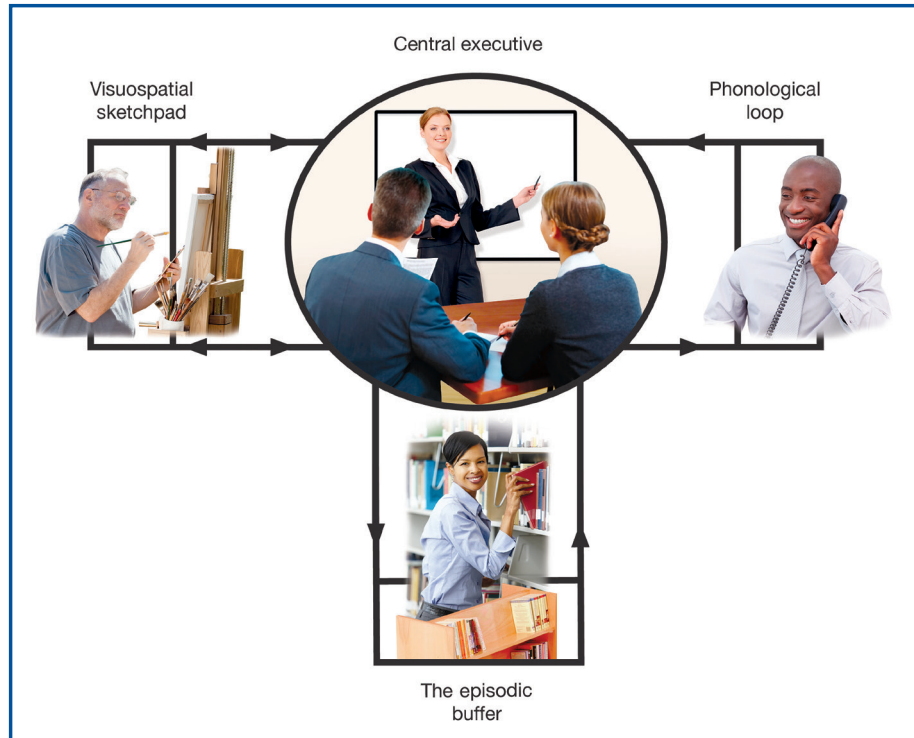 Central executive
Visuospatial
sketchpad
Phonological
loop
The episodic
buffer